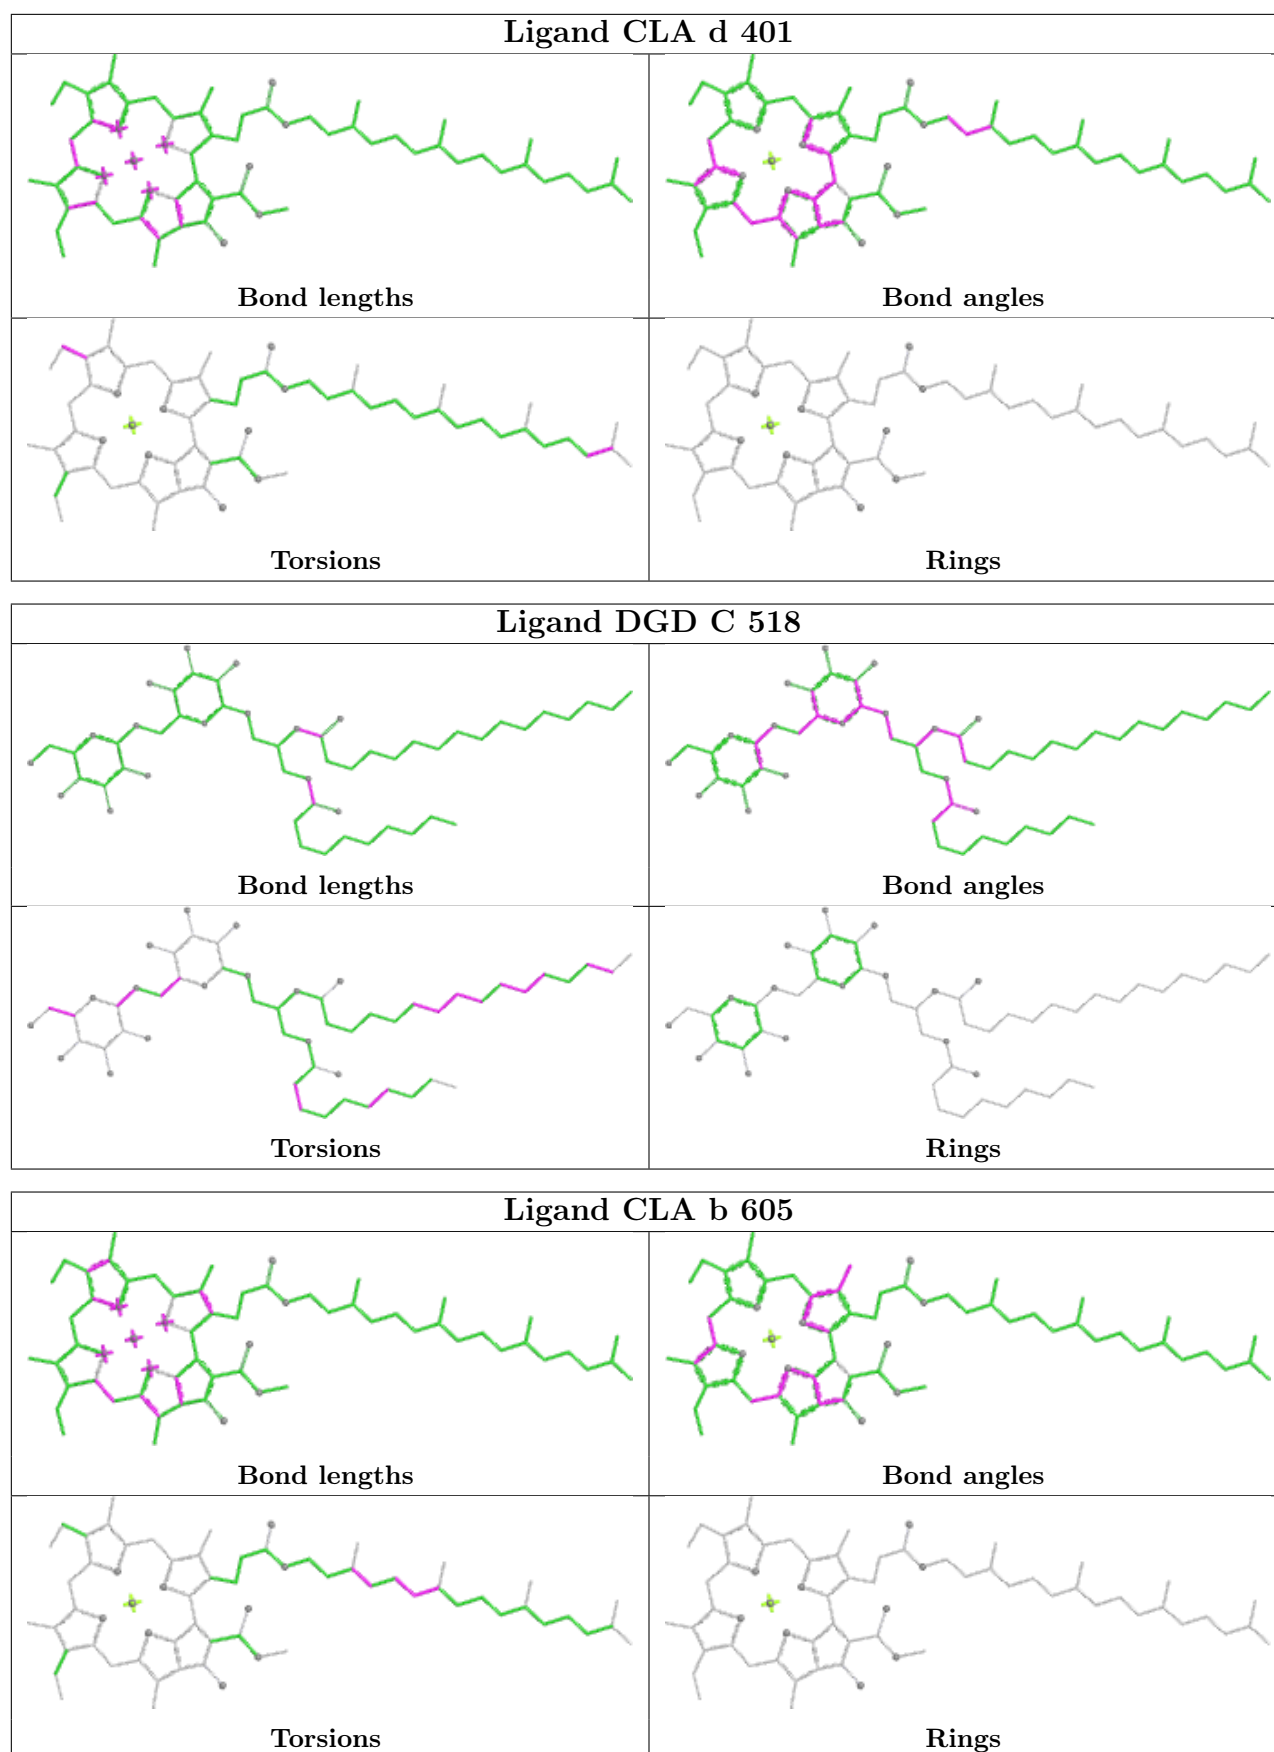 Ligand CLA d 401
Bond lengths
Bond angles
Torsions
Rings
Ligand DGD C 518
Bond lengths
Bond angles
Torsions
Rings
Ligand CLA b 605
Bond lengths
Bond angles
Torsions
Rings